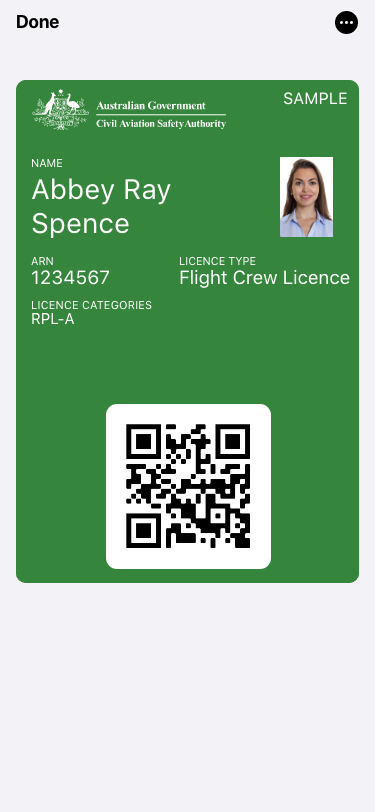 Done
SAMPLE
Australian Government
Civil Aviation Safety Authority
NAME
Abbey Ray
Spence
ARN
1234567
LICENCE TYPE
Flight Crew Licence
LICENCE CATEGORIES
RPL-A